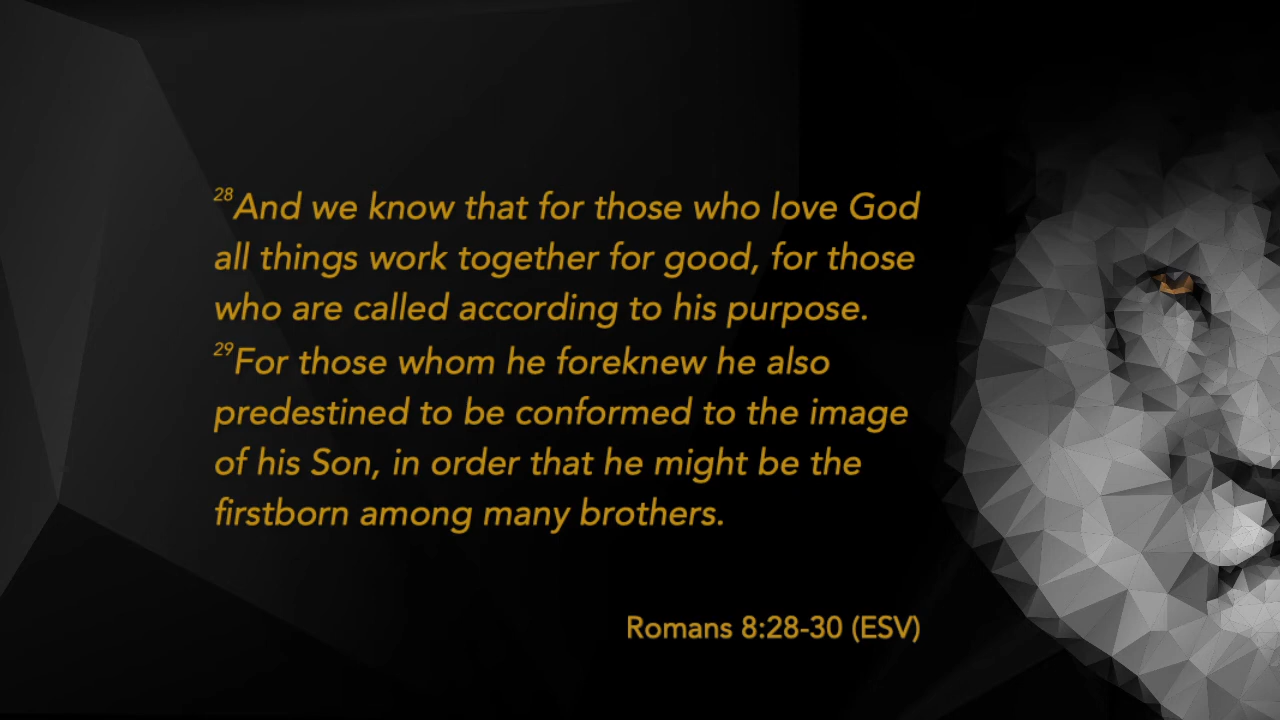 28And we know that for those who love God
all things work together for good, for those
who are called according to his purpose.
29For those whom he foreknew he also
predestined to be conformed to the image
of his Son, in order that he might be the
firstborn among many brothers.
Romans 8:28-30 (ESV)